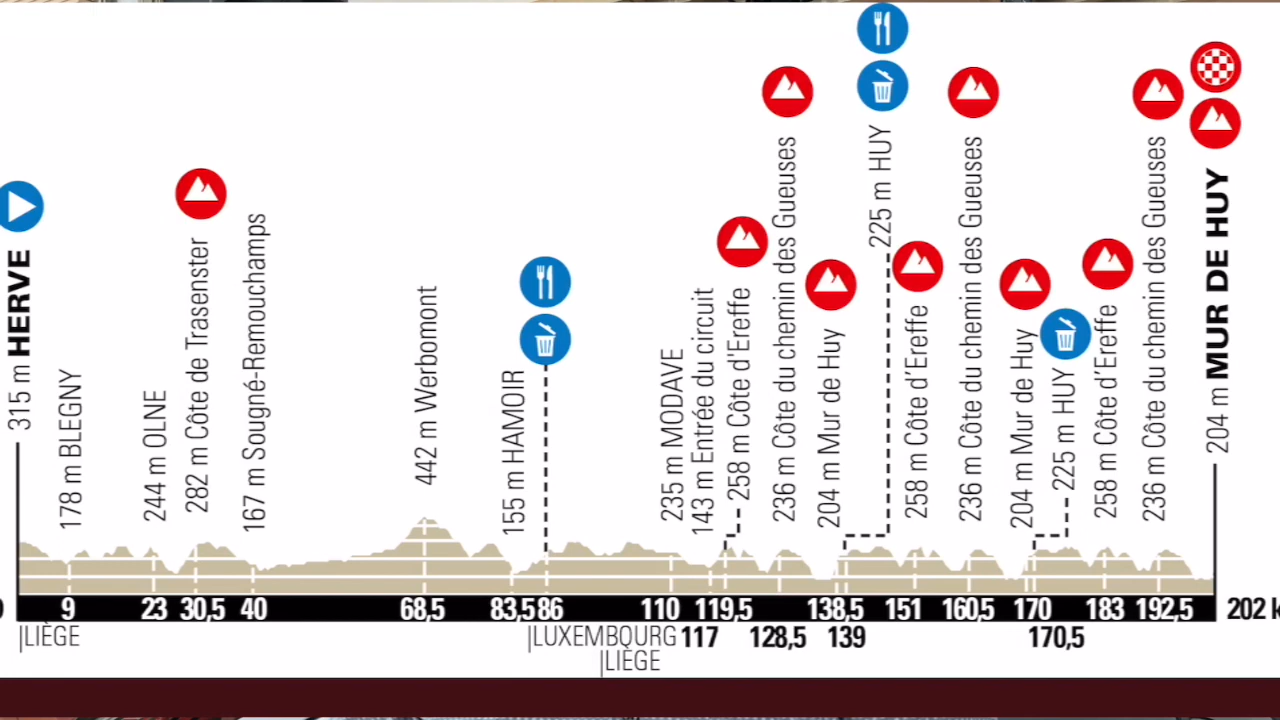 315 m HERVE
178 m BLEGNY
244 m OLNE
282 m Côte de Trasenster
167 m Sougné-Remouchamps
442 m Werbomont
155 m HAMOIR
235 m MODAVE
143 m Entrée du circuit
258 m Côte d'Ereffe
236 m Côte du chemin des Gueuses
204 m Mur de Huy
225 m HUY
258 m Côte d'Ereffe
236 m Côte du chemin des Gueuses
204 m Mur de Huy
225 m HUY
258 m Côte d'Ereffe
236 m Côte du chemin des Gueuses
204 m MUR DE HUY
9 23 30,5 40 68,5 83,5 86 110 119,5 138,5 151 160,5 170 183 192,5 202 k
|LIÈGE |LUXEMBOURG 117 128,5 139 170,5
|LIÈGE